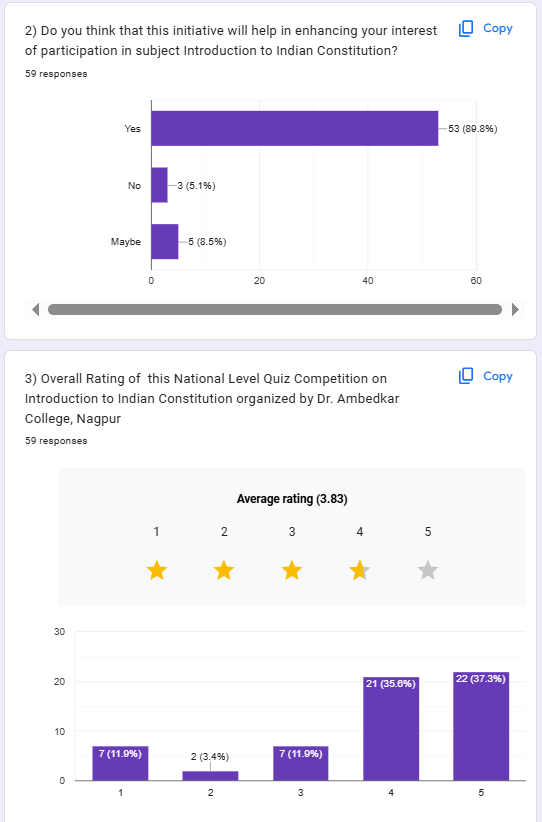 2) Do you think that this initiative will help in enhancing your interest
of participation in subject Introduction to Indian Constitution?
Copy
59 responses
Yes
53 (89.8%)
No
3 (5.1%)
Maybe
5 (8.5%)
0 20 40 60
3) Overall Rating of this National Level Quiz Competition on
Introduction to Indian Constitution organized by Dr. Ambedkar
College, Nagpur
Copy
59 responses
Average rating (3.83)
1 2 3 4 5
30
20
10
0
7 (11.9%)
2 (3.4%)
7 (11.9%)
21 (35.6%)
22 (37.3%)
1 2 3 4 5